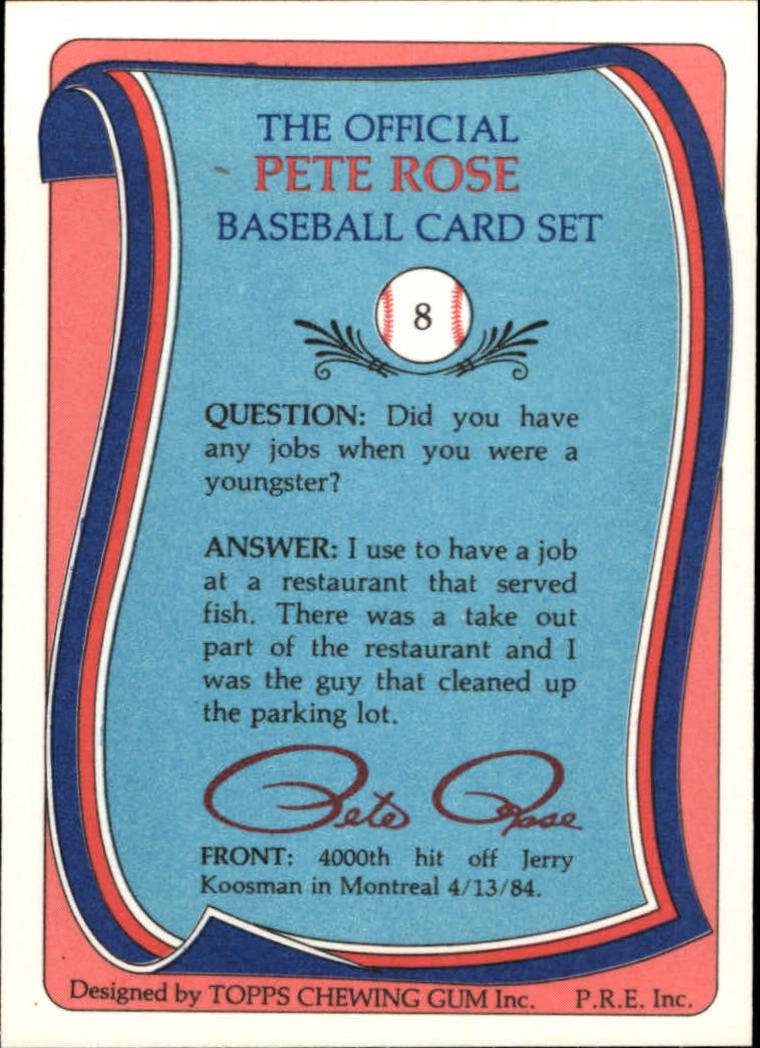 THE OFFICIAL
PETE ROSE
BASEBALL CARD SET
8
QUESTION: Did you have
any jobs when you were a
youngster?
ANSWER: I use to have a job
at a restaurant that served
fish. There was a take out
part of the restaurant and I
was the guy that cleaned up
the parking lot.
Pete Rose
FRONT: 4000th hit off Jerry
Koosman in Montreal 4/13/84.
Designed by TOPPS CHEWING GUM Inc. P.R.E. Inc.